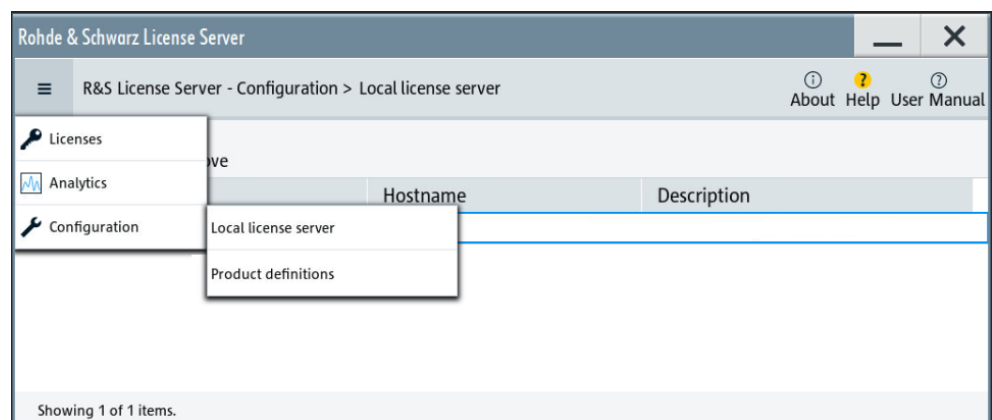 Rohde & Schwarz License Server
R&S License Server - Configuration > Local license server
About Help User Manual
Licenses
Analytics
Configuration
Hostname Description
Local license server
Product definitions
Showing 1 of 1 items.